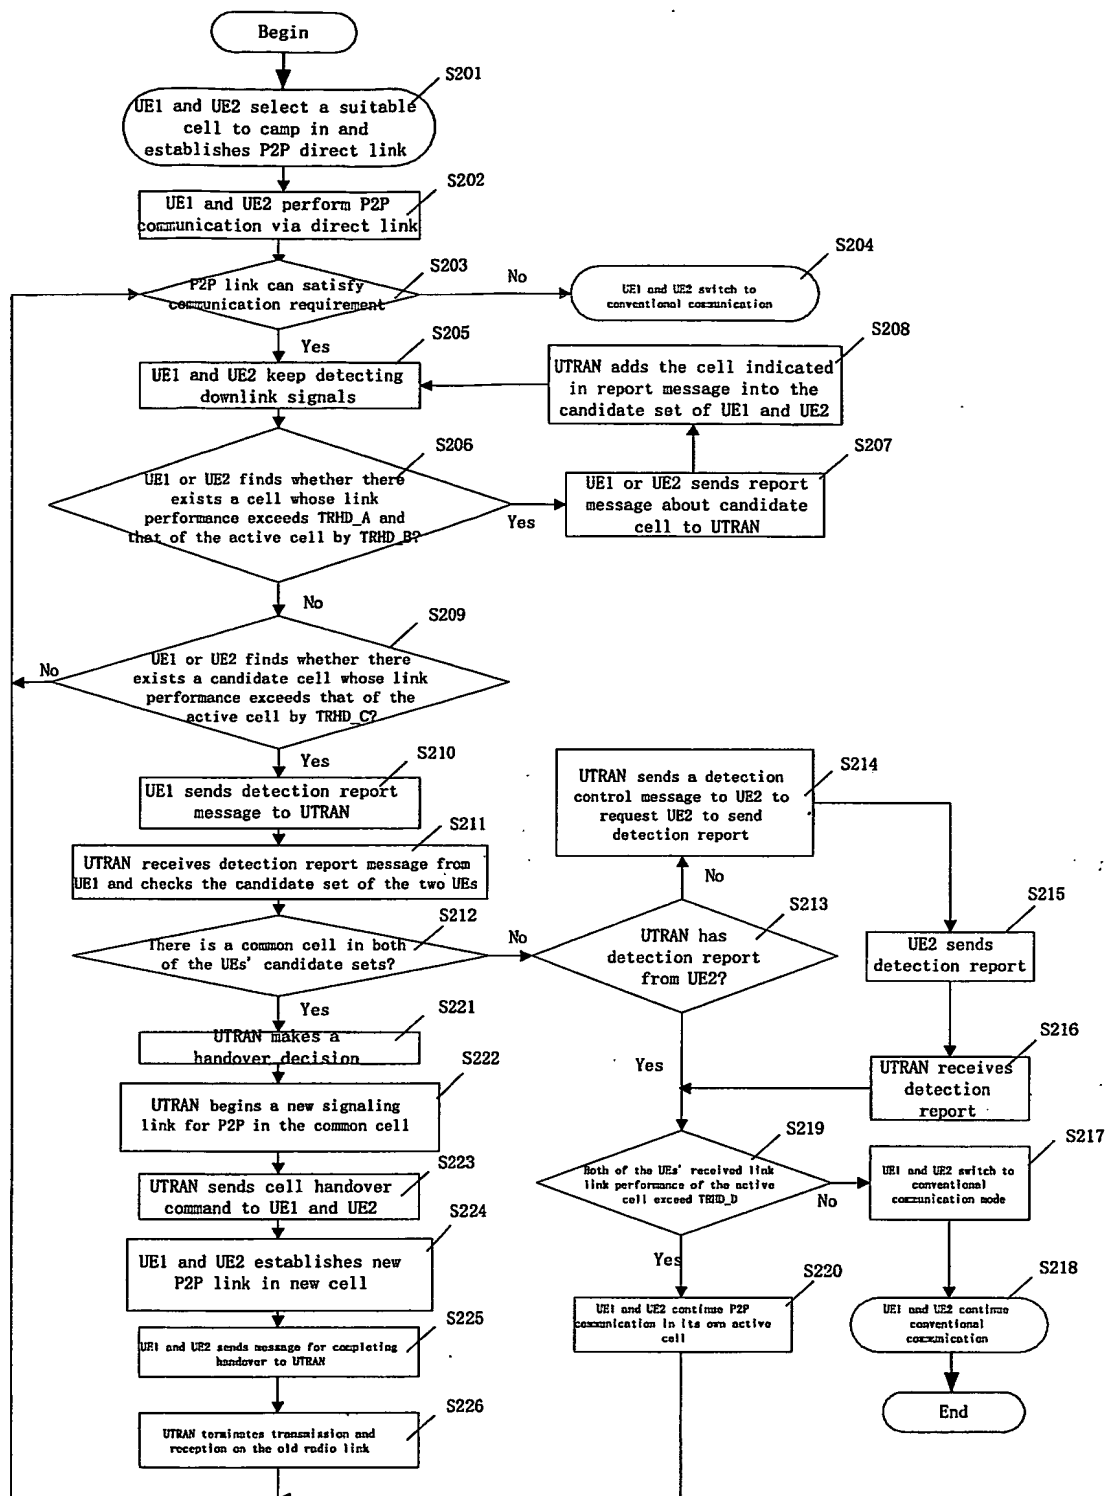 Begin
S201
UE1 and UE2 select a suitable
cell to camp in and
establishes P2P direct link
S202
UE1 and UE2 perform P2P
communication via direct link
S203
P2P link can satisfy
communication requirement
No
S204
UE1 and UE2 switch to
conventional communication
Yes
S205
UE1 and UE2 keep detecting
downlink signals
S208
UTRAN adds the cell indicated
in report message into the
candidate set of UE1 and UE2
S206
UE1 or UE2 finds whether there
exists a cell whose link
performance exceeds TRHD_A and
that of the active cell by TRHD_B?
Yes
S207
UE1 or UE2 sends report
message about candidate
cell to UTRAN
No
S209
UE1 or UE2 finds whether there
exists a candidate cell whose link
performance exceeds that of the
active cell by TRHD_C?
No
Yes
S210
UE1 sends detection report
message to UTRAN
S211
UTRAN receives detection report message from
UE1 and checks the candidate set of the two UEs
S212
There is a common cell in both
of the UEs' candidate sets?
No
S213
UTRAN has
detection report
from UE2?
No
S214
UTRAN sends a detection
control message to UE2 to
request UE2 to send
detection report
S215
UE2 sends
detection report
S216
UTRAN receives
detection
report
Yes
Yes
S221
UTRAN makes a
handover decision
S222
UTRAN begins a new signaling
link for P2P in the common cell
S223
UTRAN sends cell handover
command to UE1 and UE2
S224
UE1 and UE2 establishes new
P2P link in new cell
S225
UE1 and UE2 sends message for completing
handover to UTRAN
S226
UTRAN terminates transmission and
reception on the old radio link
S219
Both of the UEs' received link
link performance of the active
cell exceed TRHD_D
No
S217
UE1 and UE2 switch to
conventional
communication mode
Yes
S220
UE1 and UE2 continue P2P
communication in its own active
cell
S218
UE1 and UE2 continue
conventional
communication
End